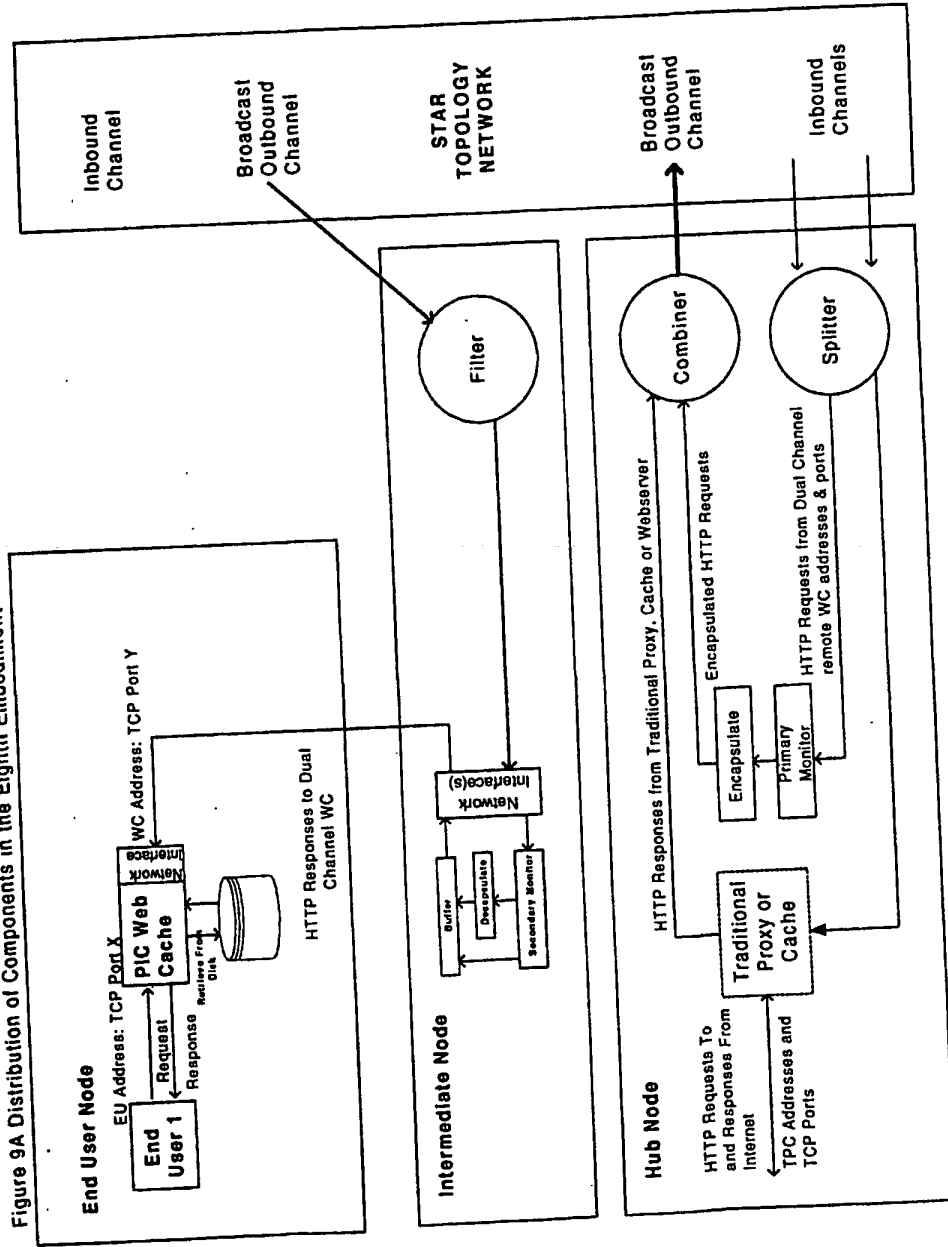 Figure 9A Distribution of Components in the Eighth Embodiment
End User Node
EU Address: TCP Port X
End
User 1
Request
Response
PIC Web
Cache
Network
Interface
WC Address: TCP Port Y
Retrieve From
Disk
HTTP Responses to Dual
Channel WC
Intermediate Node
Buffer
Decapsulate
Secondary Monitor
Network
Interface(s)
Filter
Hub Node
HTTP Requests To
and Responses From
Internet
TPC Addresses and
TCP Ports
Traditional
Proxy or
Cache
HTTP Responses from Traditional Proxy, Cache or Webserver
Encapsulate
Primary
Monitor
Encapsulated HTTP Requests
HTTP Requests from Dual Channel
remote WC addresses & ports
Combiner
Splitter
Inbound
Channel
Broadcast
Outbound
Channel
STAR
TOPOLOGY
NETWORK
Broadcast
Outbound
Channel
Inbound
Channels